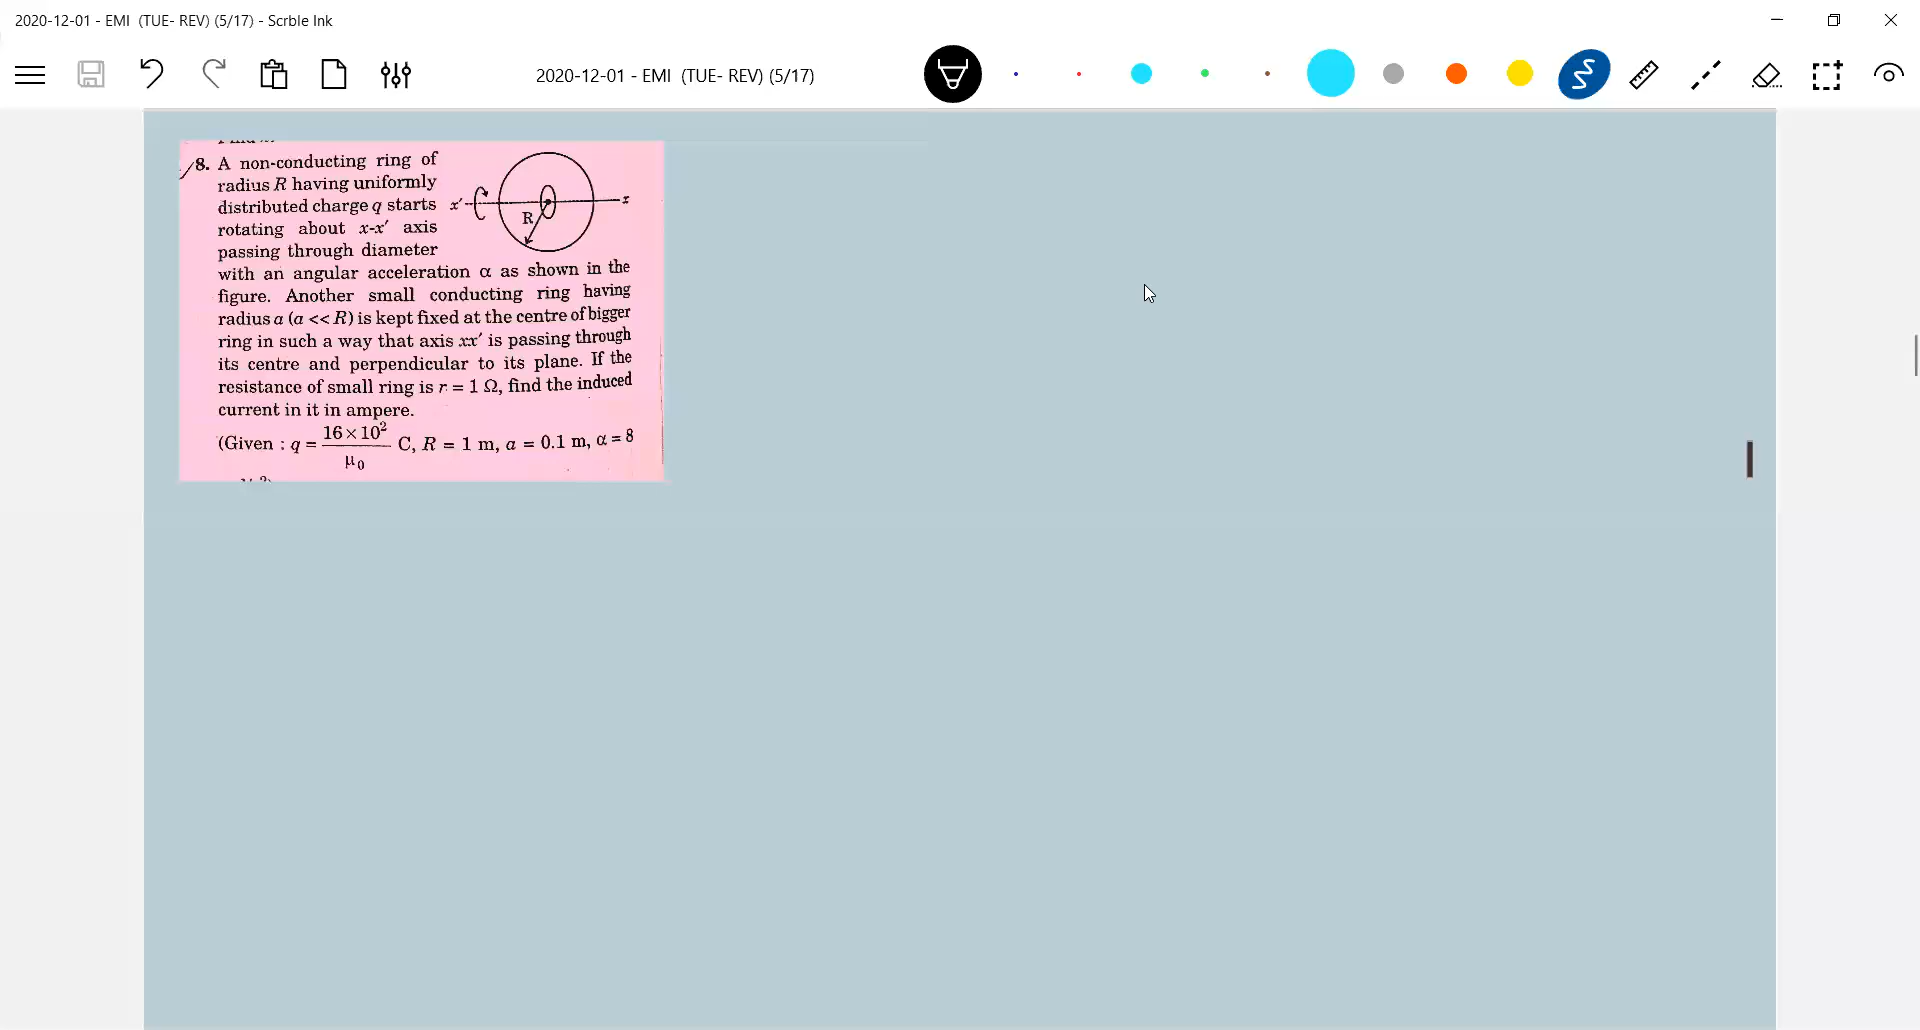 2020-12-01 - EMI (TUE- REV) (5/17) - Scrble Ink
2020-12-01 - EMI (TUE- REV) (5/17)
8. A non-conducting ring of
radius R having uniformly
distributed charge q starts
rotating about x-x′ axis
passing through diameter
x′
R
x
with an angular acceleration α as shown in the
figure. Another small conducting ring having
radius a (a << R) is kept fixed at the centre of bigger
ring in such a way that axis xx′ is passing through
its centre and perpendicular to its plane. If the
resistance of small ring is r = 1 Ω, find the induced
current in it in ampere.
(Given : q = 16 × 10² / μ₀ C, R = 1 m, a = 0.1 m, α = 8